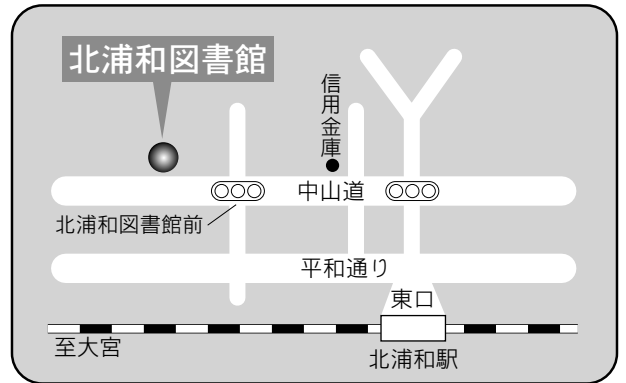 北浦和図書館
信用金庫
中山道
北浦和図書館前
平和通り
東口
至大宮
北浦和駅